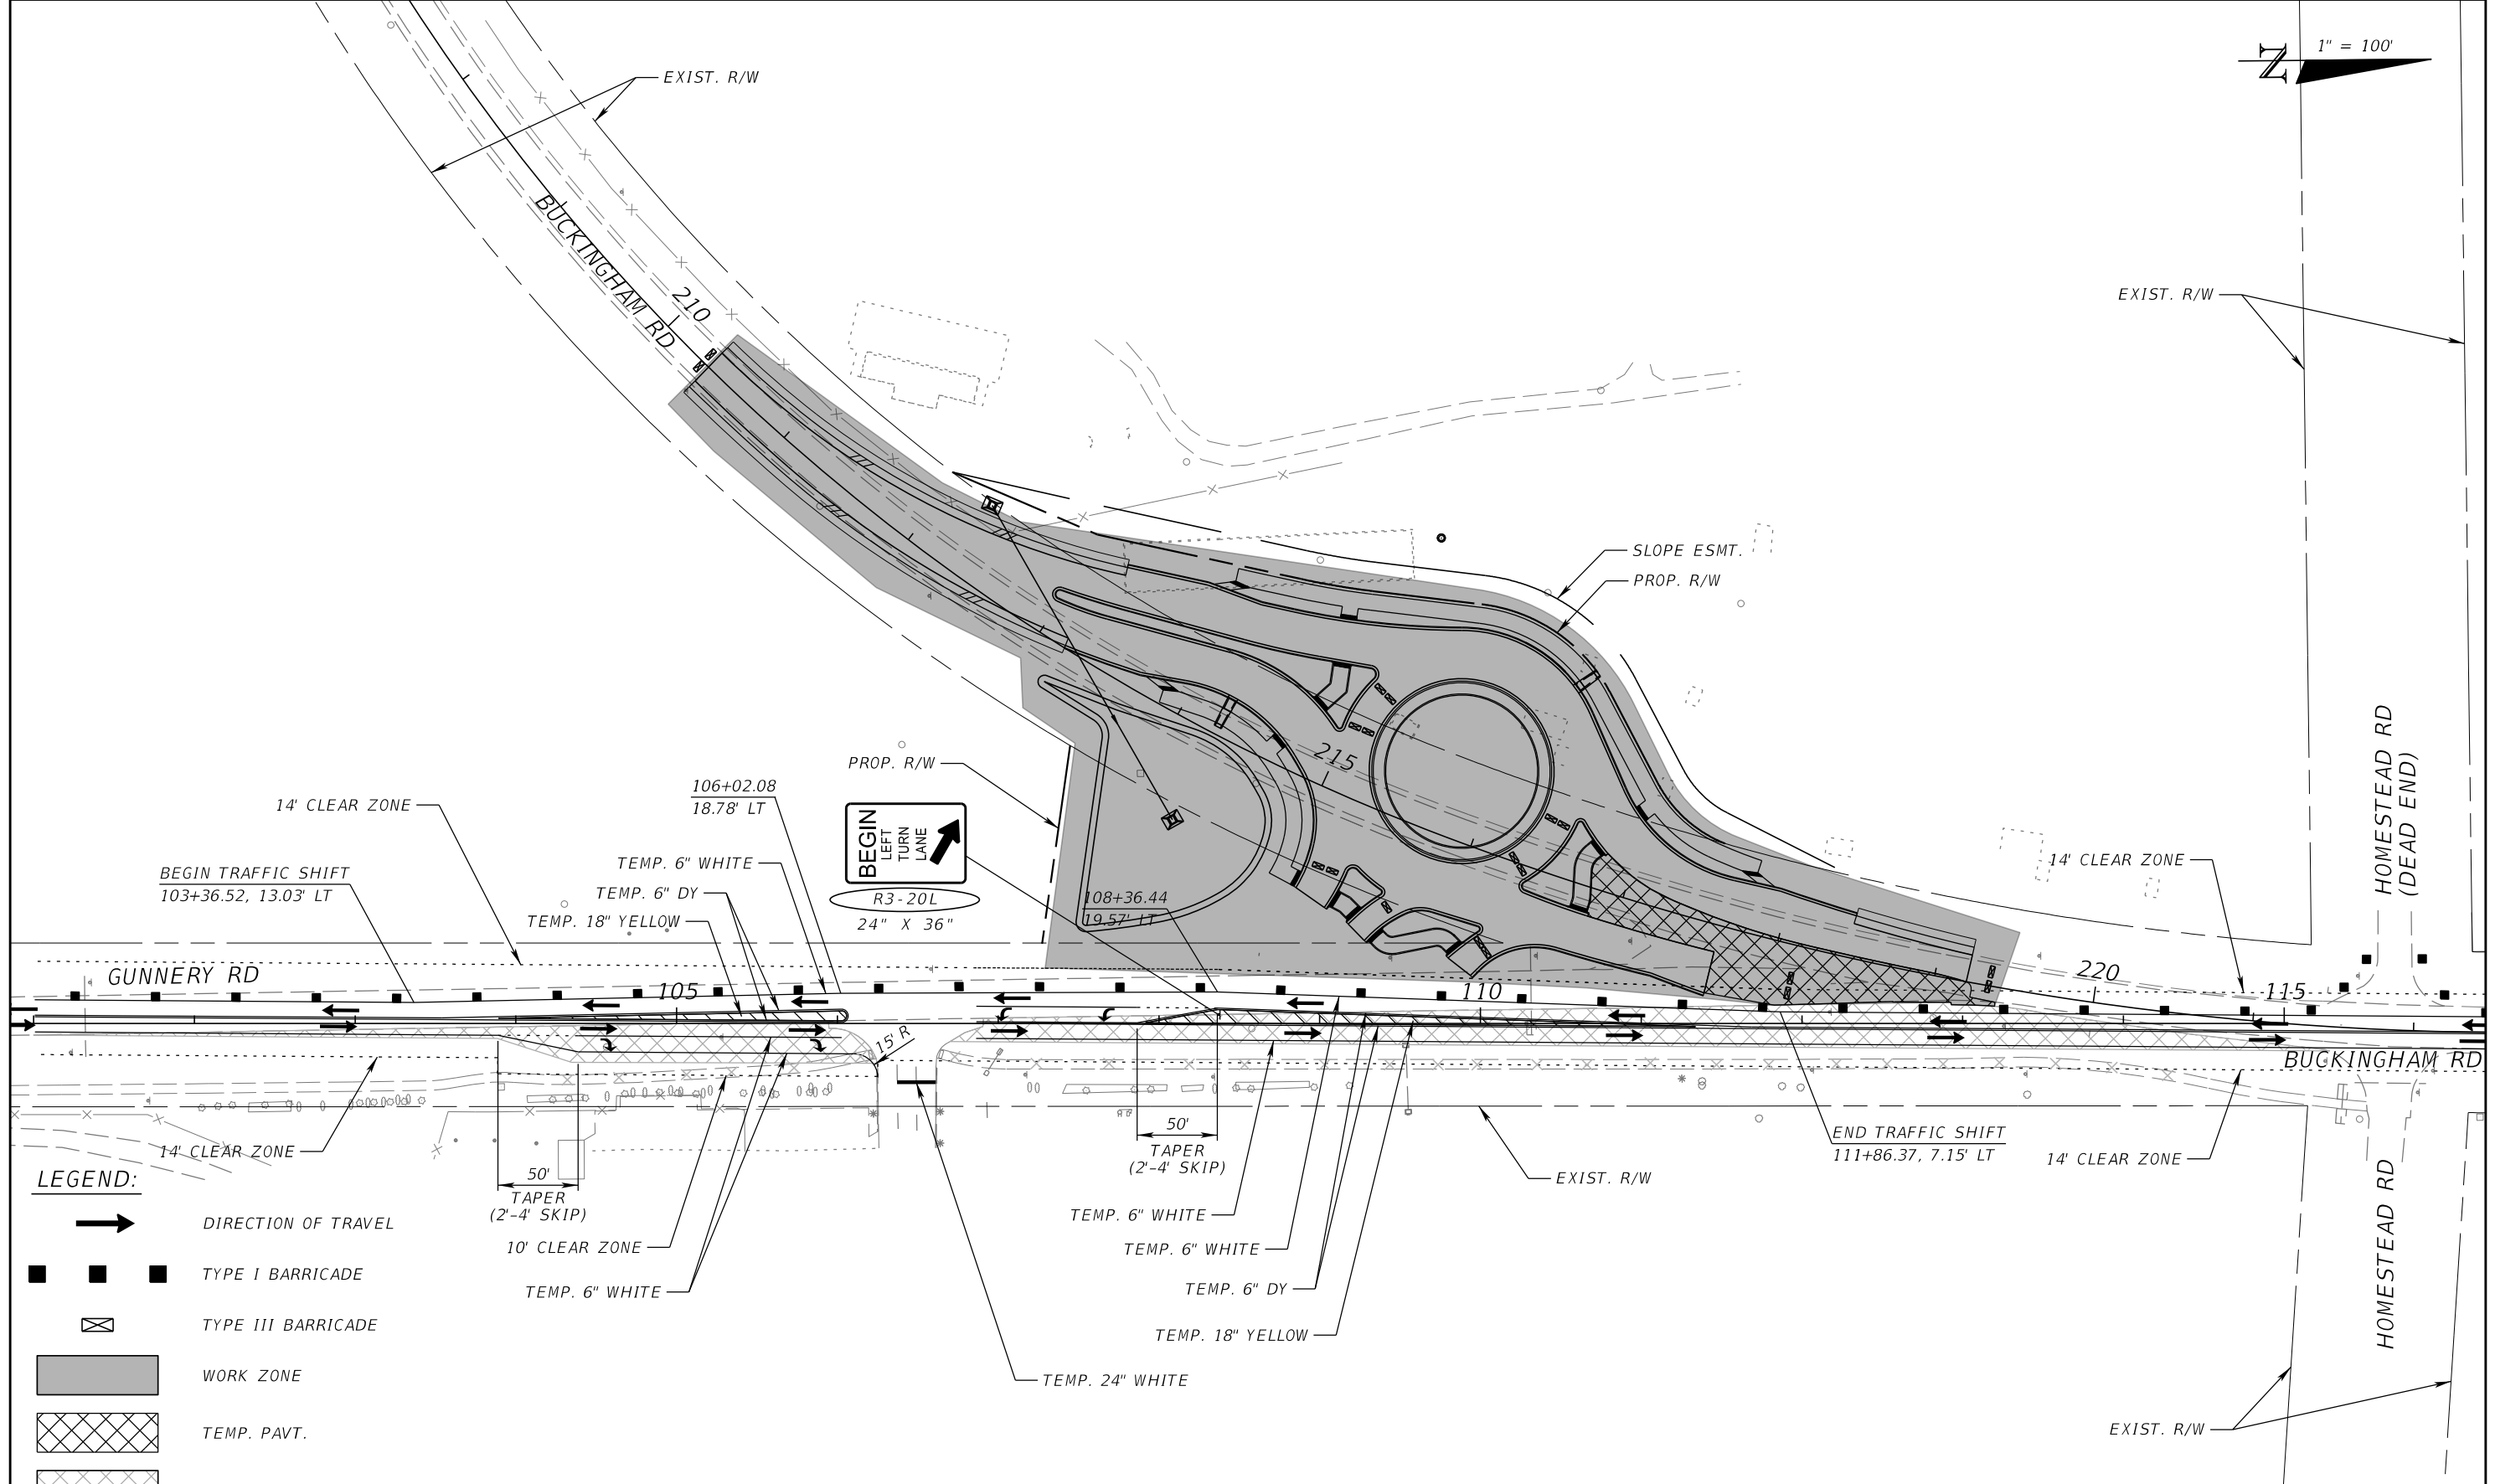 1" = 100'
N
EXIST. R/W
BUCKINGHAM RD
210
EXIST. R/W
SLOPE ESMT.
PROP. R/W
215
PROP. R/W
106+02.08
18.78' LT
14' CLEAR ZONE
BEGIN
LEFT
TURN
LANE
R3-20L
24" X 36"
TEMP. 6" WHITE
BEGIN TRAFFIC SHIFT
103+36.52, 13.03' LT
TEMP. 6" DY
TEMP. 18" YELLOW
108+36.44
19.57' LT
14' CLEAR ZONE
HOMESTEAD RD
(DEAD END)
GUNNERY RD
105
110
220
115
15' R
BUCKINGHAM RD
14' CLEAR ZONE
50'
TAPER
(2'-4' SKIP)
50'
TAPER
(2'-4' SKIP)
END TRAFFIC SHIFT
111+86.37, 7.15' LT
14' CLEAR ZONE
EXIST. R/W
10' CLEAR ZONE
TEMP. 6" WHITE
TEMP. 6" WHITE
TEMP. 6" WHITE
TEMP. 6" DY
TEMP. 18" YELLOW
TEMP. 24" WHITE
HOMESTEAD RD
EXIST. R/W
LEGEND:
DIRECTION OF TRAVEL
TYPE I BARRICADE
TYPE III BARRICADE
WORK ZONE
TEMP. PAVT.